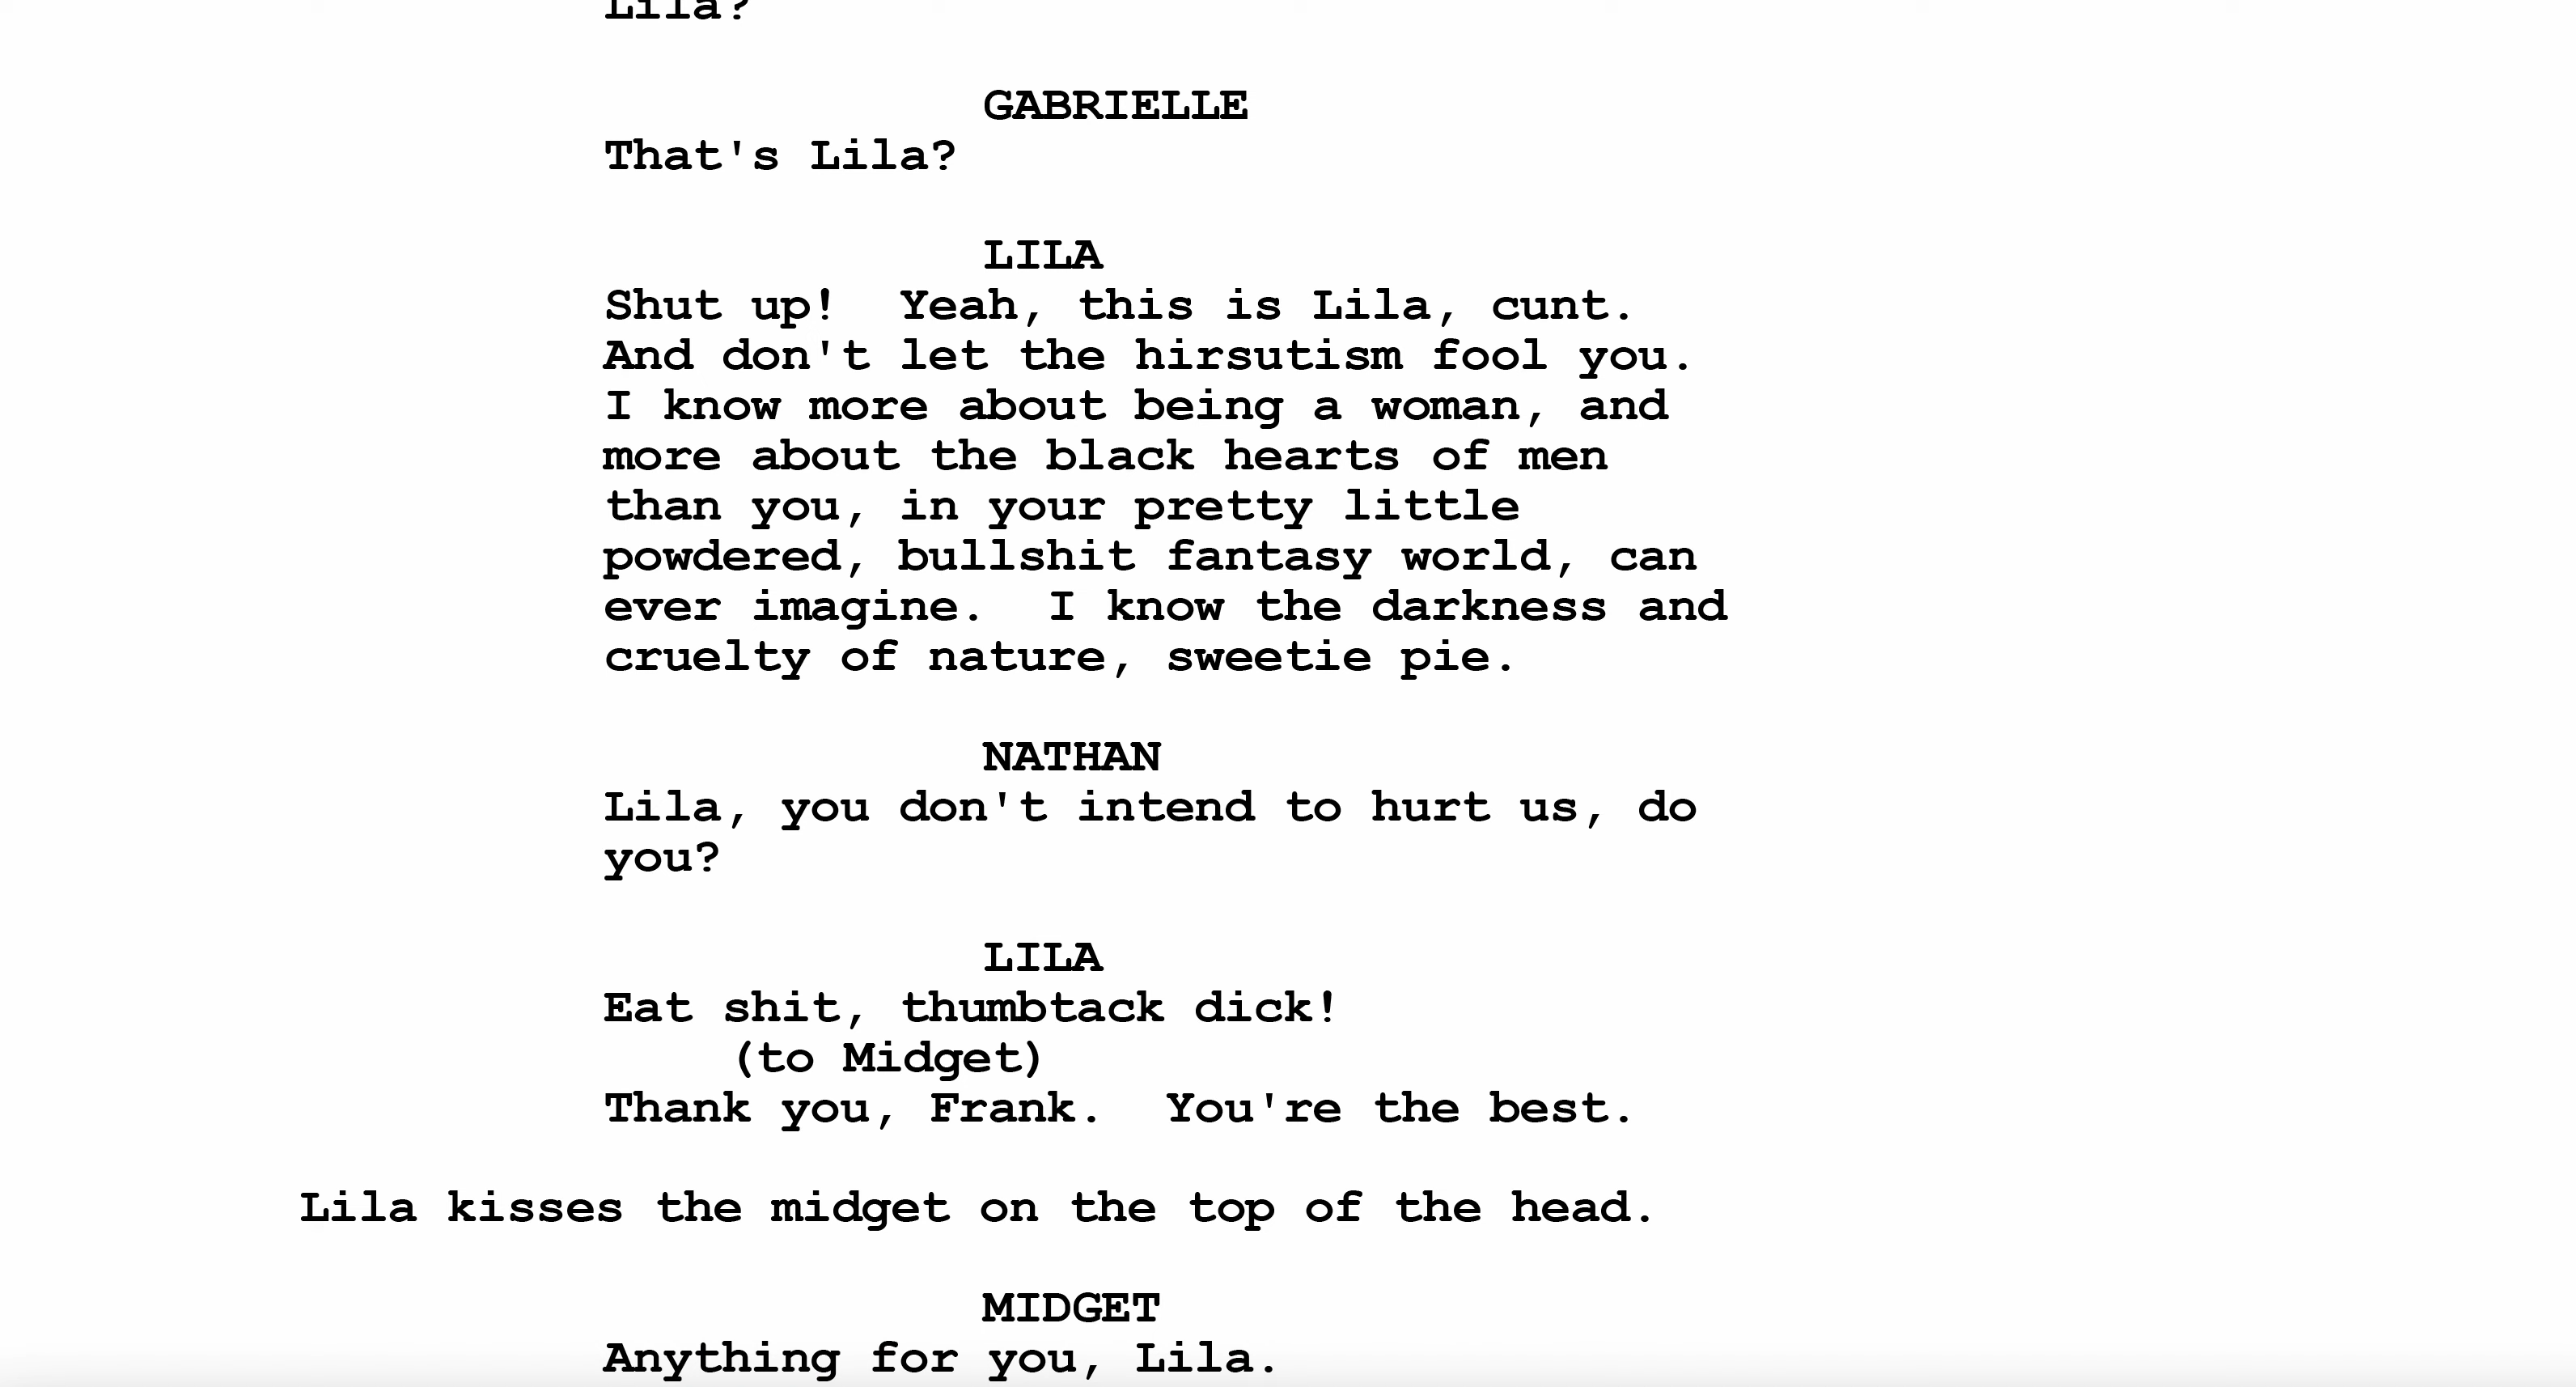 Lila?
GABRIELLE
That's Lila?
LILA
Shut up!  Yeah, this is Lila, cunt.
And don't let the hirsutism fool you.
I know more about being a woman, and
more about the black hearts of men
than you, in your pretty little
powdered, bullshit fantasy world, can
ever imagine.  I know the darkness and
cruelty of nature, sweetie pie.
NATHAN
Lila, you don't intend to hurt us, do
you?
LILA
Eat shit, thumbtack dick!
(to Midget)
Thank you, Frank.  You're the best.
Lila kisses the midget on the top of the head.
MIDGET
Anything for you, Lila.